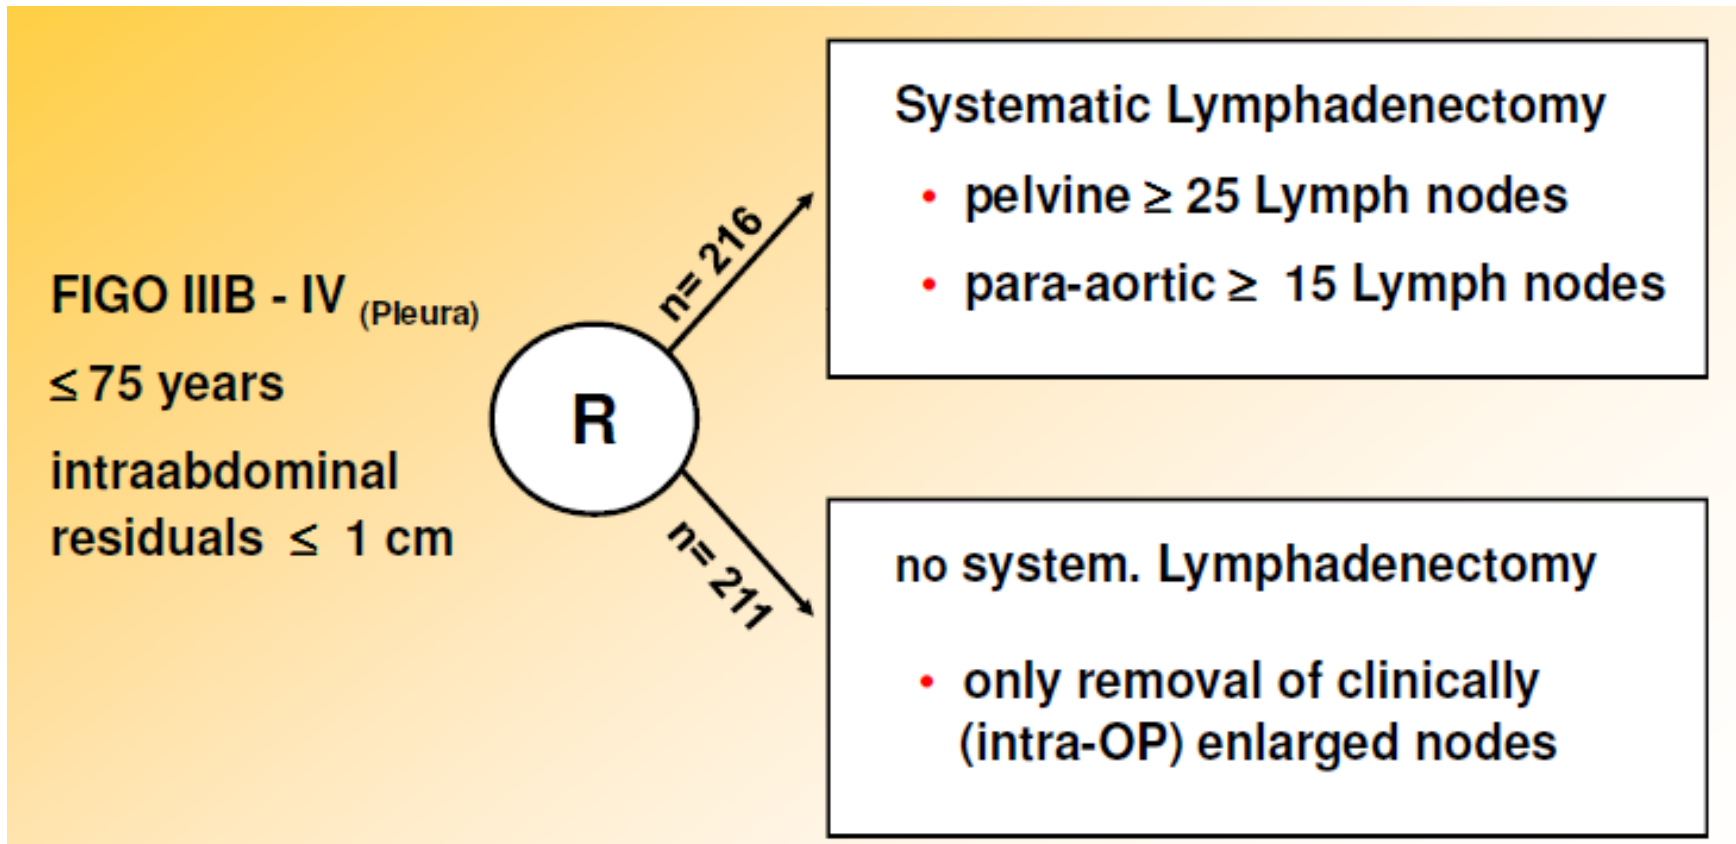 FIGO IIIB - IV (Pleura)
≤ 75 years
intraabdominal
residuals ≤ 1 cm
R
n= 216
n= 211
Systematic Lymphadenectomy
• pelvine ≥ 25 Lymph nodes
• para-aortic ≥ 15 Lymph nodes
no system. Lymphadenectomy
• only removal of clinically
(intra-OP) enlarged nodes